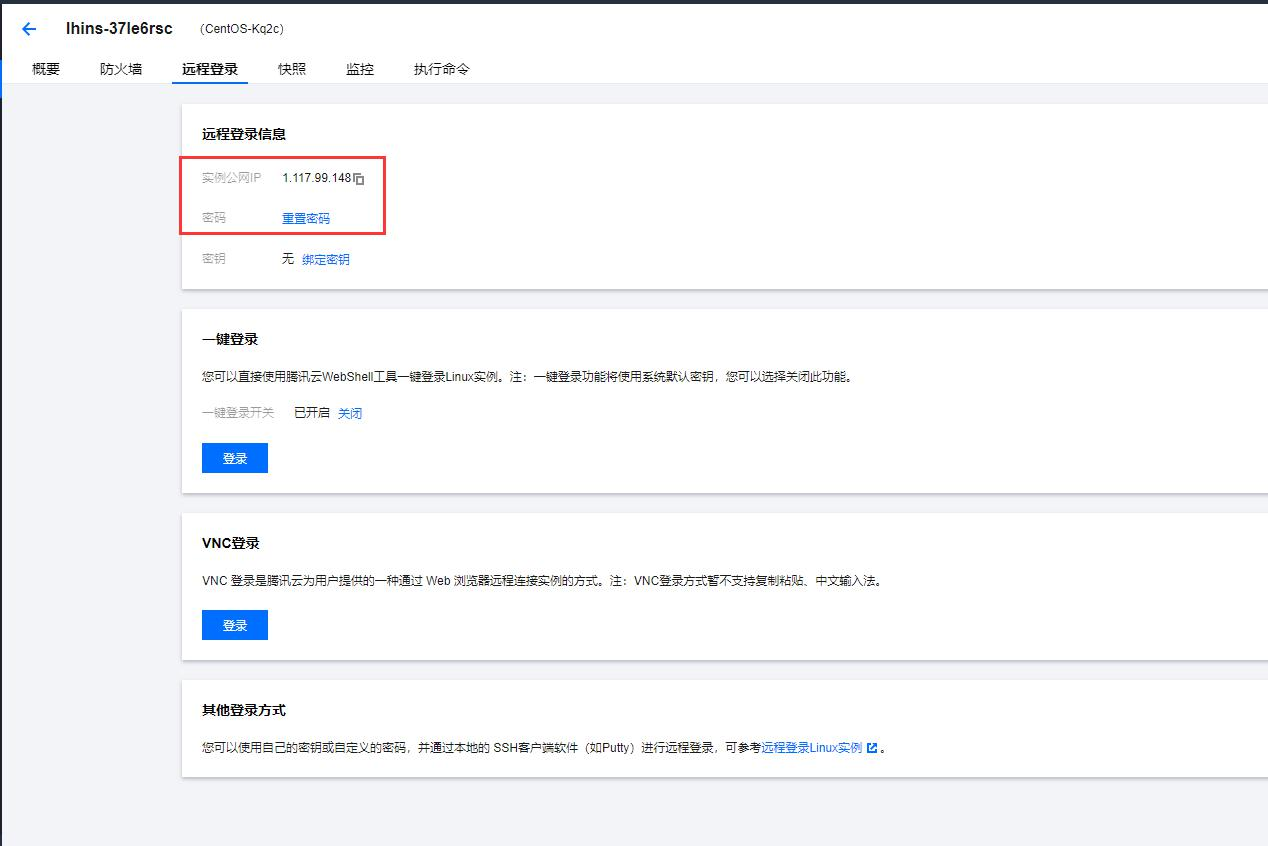 lhins-37le6rsc (CentOS-Kq2c)
概要 防火墙 远程登录 快照 监控 执行命令
远程登录信息
实例公网IP 1.117.99.148
密码 重置密码
密钥 无 绑定密钥
一键登录
您可以直接使用腾讯云WebShell工具一键登录Linux实例。注：一键登录功能将使用系统默认密钥，您可以选择关闭此功能。
一键登录开关 已开启 关闭
登录
VNC登录
VNC 登录是腾讯云为用户提供的一种通过 Web 浏览器远程连接实例的方式。注：VNC登录方式暂不支持复制粘贴、中文输入法。
登录
其他登录方式
您可以使用自己的密钥或自定义的密码，并通过本地的 SSH客户端软件（如Putty）进行远程登录，可参考远程登录Linux实例 。